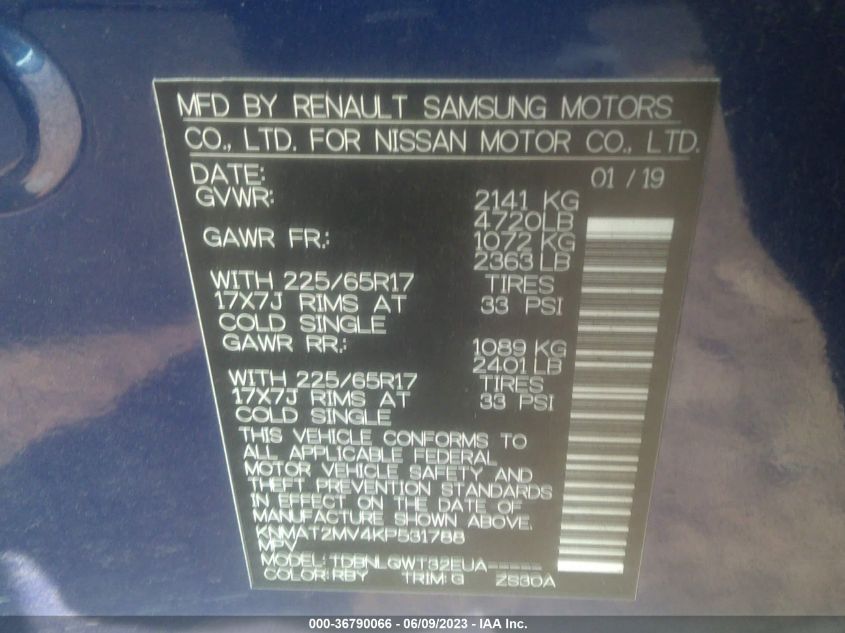 MFD BY RENAULT SAMSUNG MOTORS
CO., LTD. FOR NISSAN MOTOR CO., LTD.
DATE: 01 / 19
GVWR: 2141 KG
4720LB
GAWR FR.: 1072 KG
2363 LB
WITH 225/65R17 TIRES
17X7J RIMS AT 33 PSI
COLD SINGLE
GAWR RR.: 1089 KG
2401 LB
WITH 225/65R17 TIRES
17X7J RIMS AT 33 PSI
COLD SINGLE
THIS VEHICLE CONFORMS TO
ALL APPLICABLE FEDERAL
MOTOR VEHICLE SAFETY AND
THEFT PREVENTION STANDARDS
IN EFFECT ON THE DATE OF
MANUFACTURE SHOWN ABOVE.
KNMAT2MV4KP531788
MPV
MODEL: TDBNLQWT32EUA-----
COLOR:RBY TRIM:G ZS30A
000-36790066 - 06/09/2023 - IAA Inc.